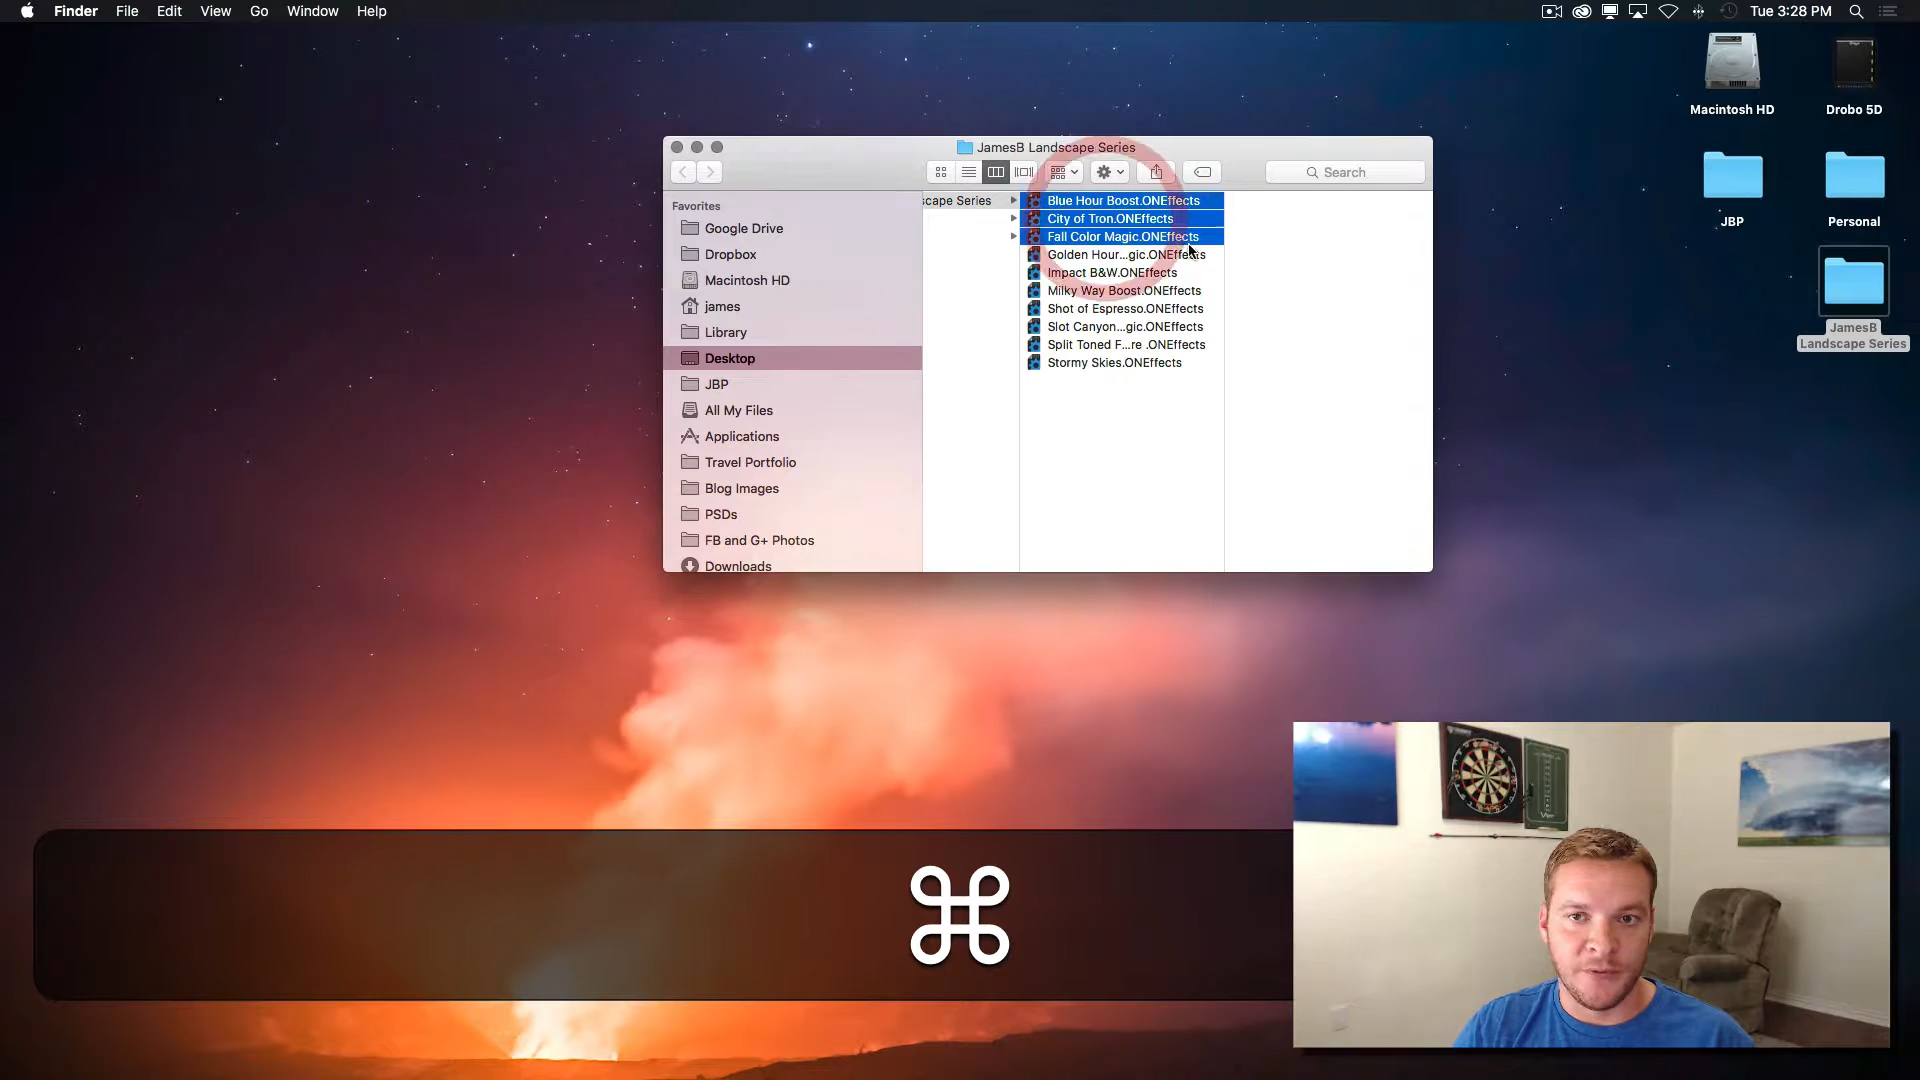 Finder File Edit View Go Window Help
Tue 3:28 PM
Macintosh HD
Drobo 5D
JBP
Personal
JamesB
Landscape Series
JamesB Landscape Series
Search
Favorites
Google Drive
Dropbox
Macintosh HD
james
Library
Desktop
JBP
All My Files
Applications
Travel Portfolio
Blog Images
PSDs
FB and G+ Photos
Downloads
scape Series
Blue Hour Boost.ONEffects
City of Tron.ONEffects
Fall Color Magic.ONEffects
Golden Hour...gic.ONEffects
Impact B&W.ONEffects
Milky Way Boost.ONEffects
Shot of Espresso.ONEffects
Slot Canyon...gic.ONEffects
Split Toned F...re .ONEffects
Stormy Skies.ONEffects
⌘